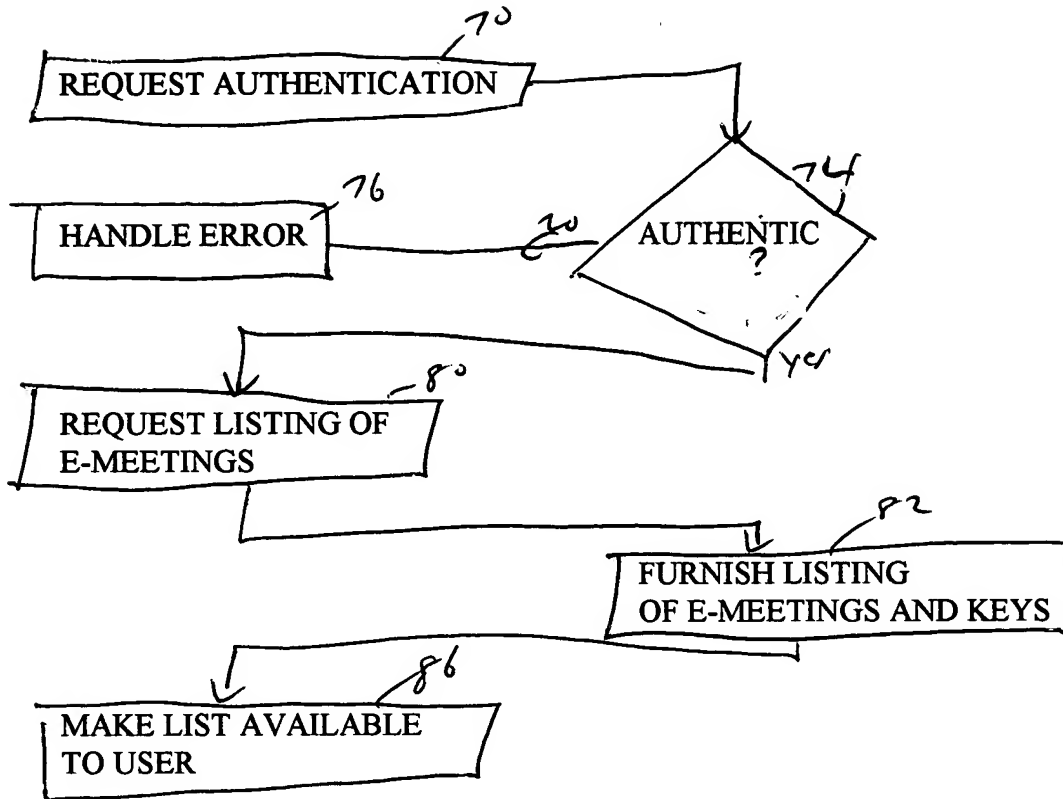 70
REQUEST AUTHENTICATION
74
76
HANDLE ERROR
AUTHENTIC
?
yes
80
REQUEST LISTING OF
E-MEETINGS
82
FURNISH LISTING
OF E-MEETINGS AND KEYS
86
MAKE LIST AVAILABLE
TO USER